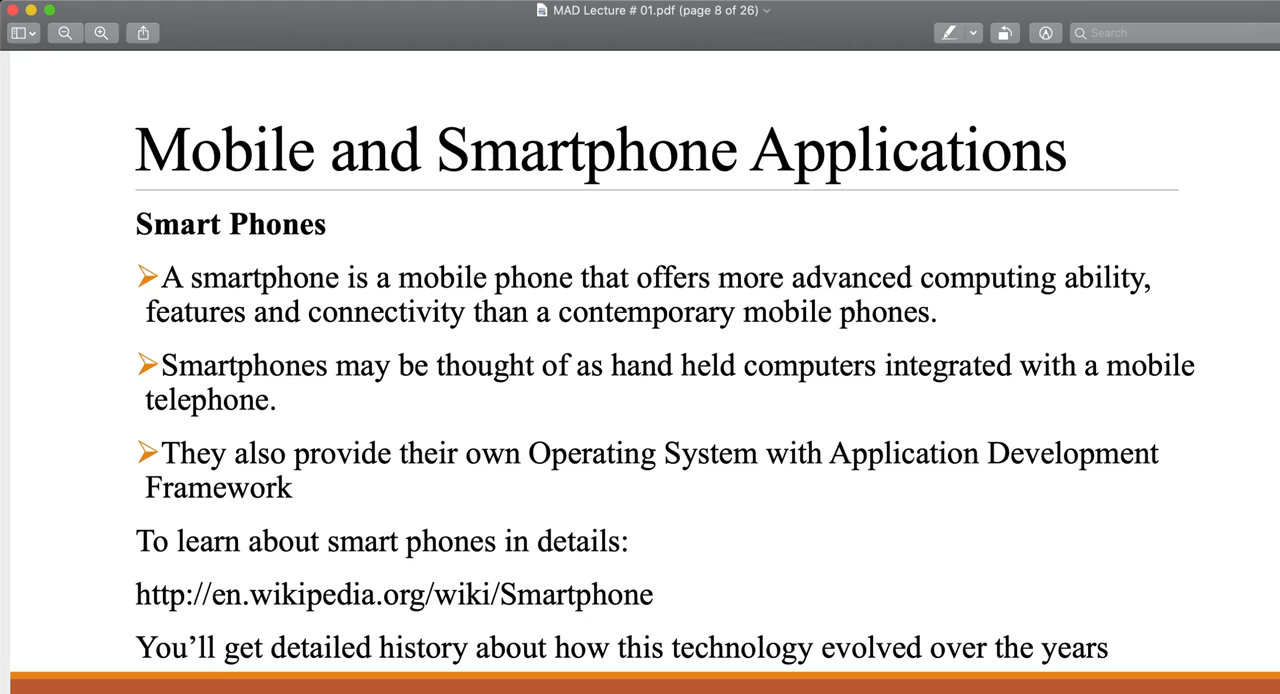 MAD Lecture # 01.pdf (page 8 of 26)
Search
Mobile and Smartphone Applications
Smart Phones
➢A smartphone is a mobile phone that offers more advanced computing ability,
features and connectivity than a contemporary mobile phones.
➢Smartphones may be thought of as hand held computers integrated with a mobile
telephone.
➢They also provide their own Operating System with Application Development
Framework
To learn about smart phones in details:
http://en.wikipedia.org/wiki/Smartphone
You’ll get detailed history about how this technology evolved over the years